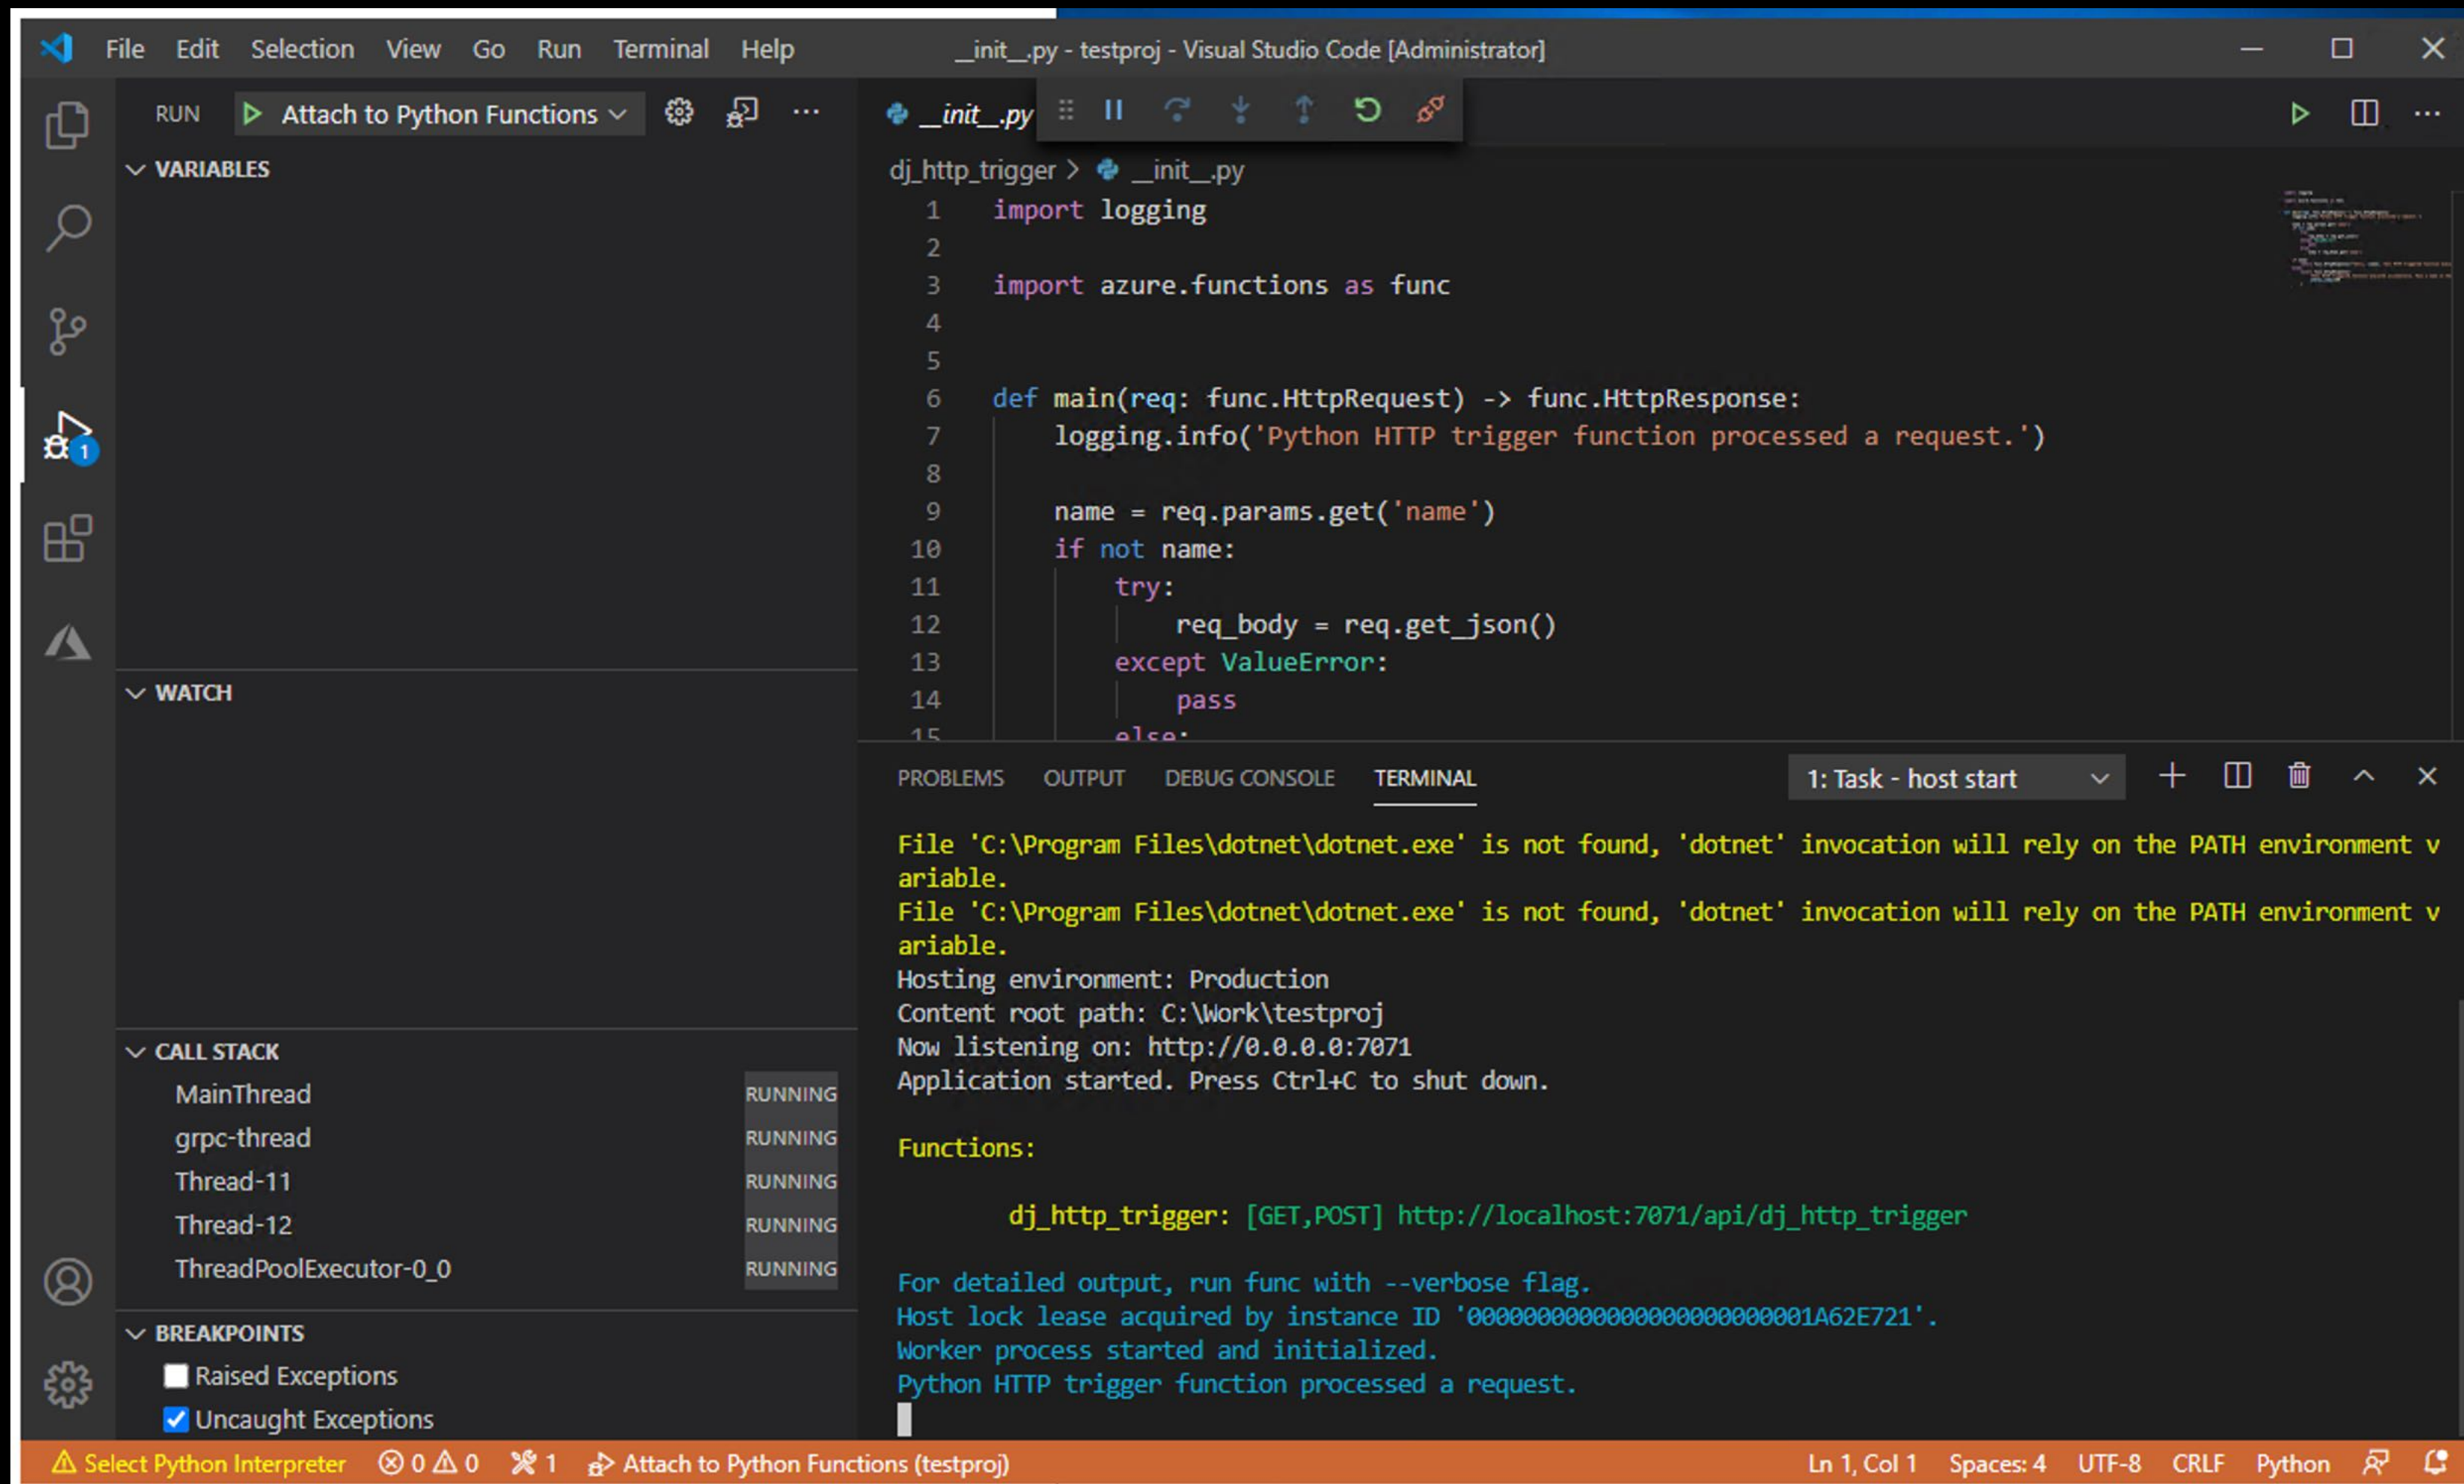 File Edit Selection View Go Run Terminal Help
__init__.py - testproj - Visual Studio Code [Administrator]
RUN Attach to Python Functions
VARIABLES
WATCH
CALL STACK
MainThread RUNNING
grpc-thread RUNNING
Thread-11 RUNNING
Thread-12 RUNNING
ThreadPoolExecutor-0_0 RUNNING
BREAKPOINTS
Raised Exceptions
Uncaught Exceptions
1
__init__.py
dj_http_trigger > __init__.py
1 import logging
2
3 import azure.functions as func
4
5
6 def main(req: func.HttpRequest) -> func.HttpResponse:
7 logging.info('Python HTTP trigger function processed a request.')
8
9 name = req.params.get('name')
10 if not name:
11 try:
12 req_body = req.get_json()
13 except ValueError:
14 pass
15 else:
PROBLEMS OUTPUT DEBUG CONSOLE TERMINAL 1: Task - host start
File 'C:\Program Files\dotnet\dotnet.exe' is not found, 'dotnet' invocation will rely on the PATH environment v
ariable.
File 'C:\Program Files\dotnet\dotnet.exe' is not found, 'dotnet' invocation will rely on the PATH environment v
ariable.
Hosting environment: Production
Content root path: C:\Work\testproj
Now listening on: http://0.0.0.0:7071
Application started. Press Ctrl+C to shut down.
Functions:
dj_http_trigger: [GET,POST] http://localhost:7071/api/dj_http_trigger
For detailed output, run func with --verbose flag.
Host lock lease acquired by instance ID '0000000000000000000000001A62E721'.
Worker process started and initialized.
Python HTTP trigger function processed a request.
Select Python Interpreter 0 0 1 Attach to Python Functions (testproj) Ln 1, Col 1 Spaces: 4 UTF-8 CRLF Python